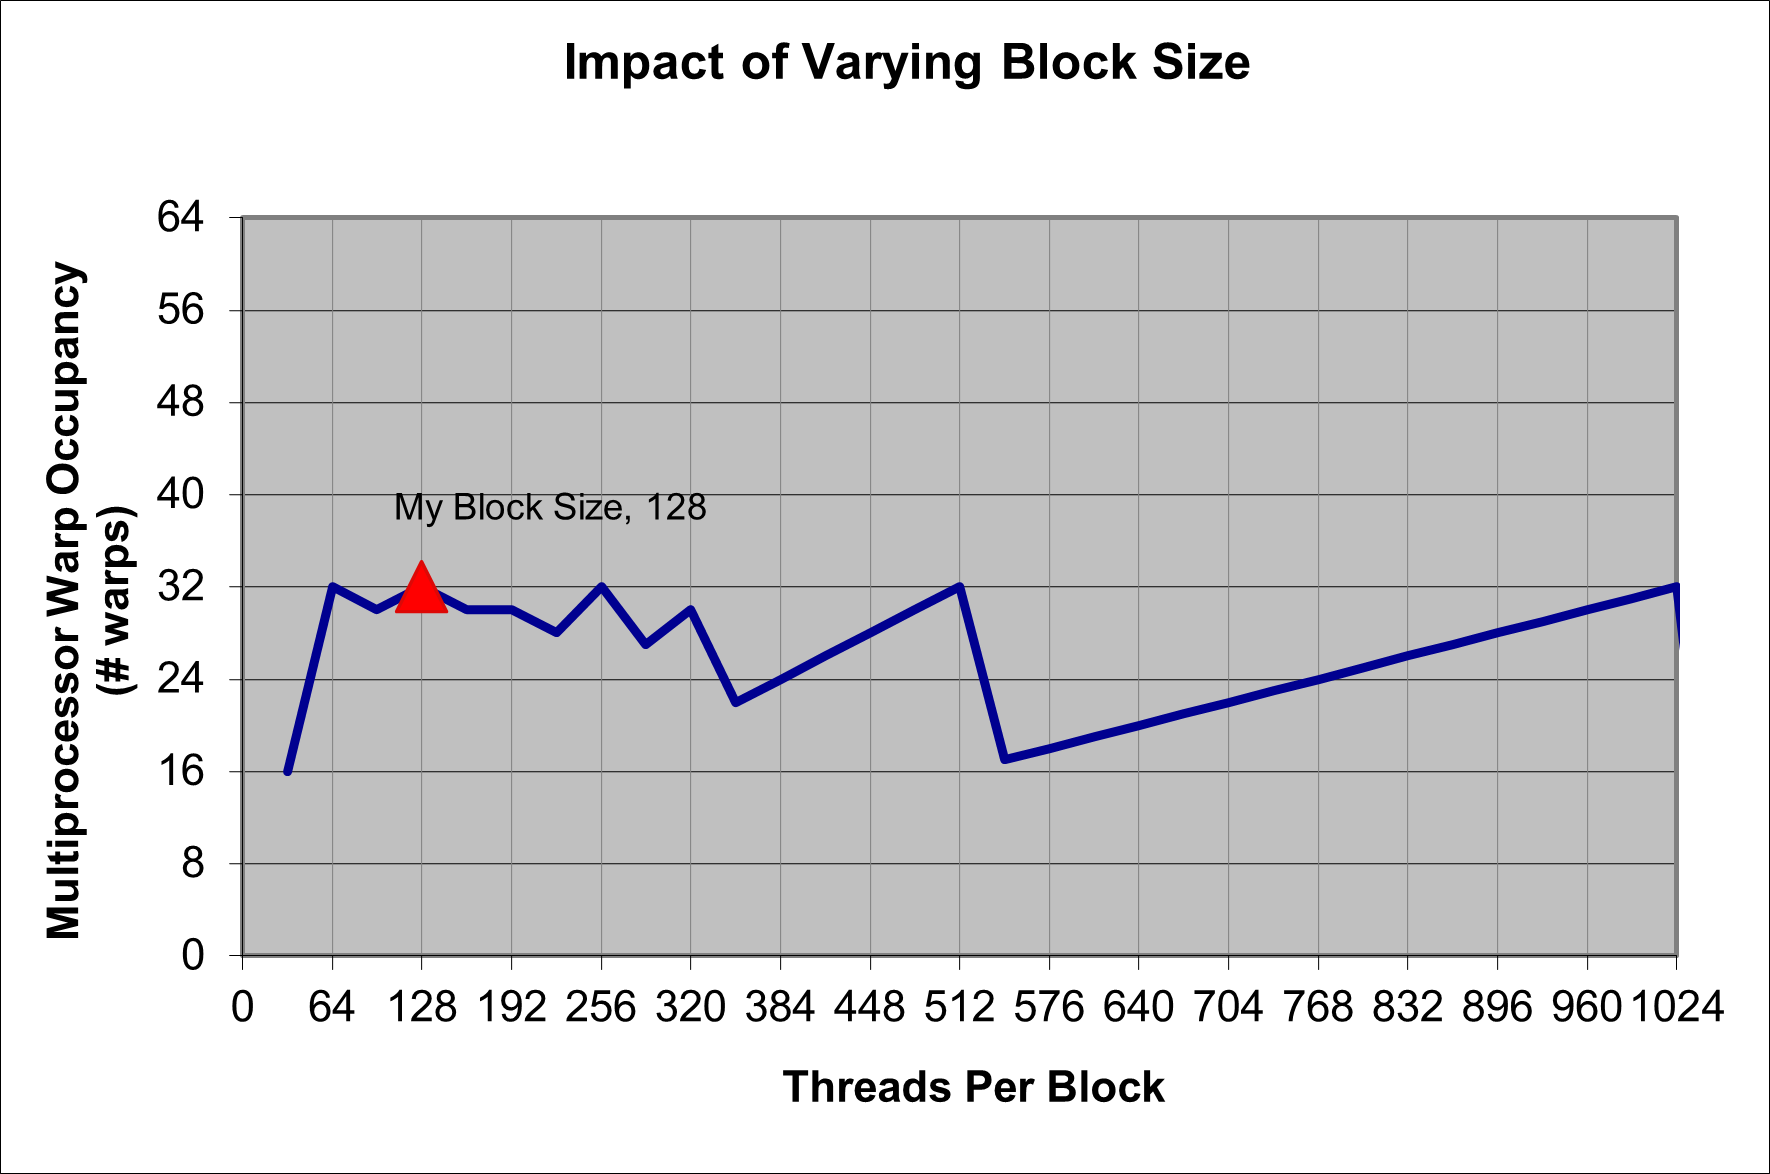 Impact of Varying Block Size
64
56
48
40
32
24
16
8
0
Multiprocessor Warp Occupancy
(# warps)
My Block Size, 128
0 64 128 192 256 320 384 448 512 576 640 704 768 832 896 960 1024
Threads Per Block